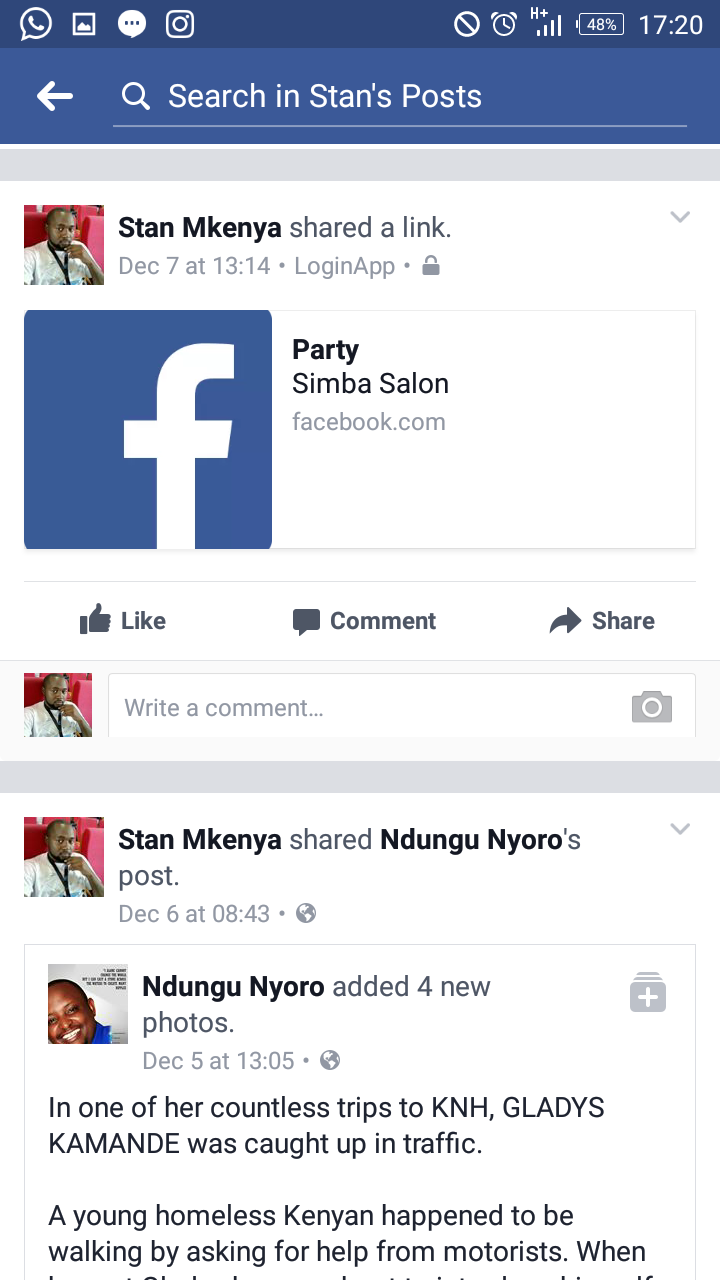 H+
48%
17:20
Search in Stan's Posts
Stan Mkenya shared a link.
Dec 7 at 13:14 • LoginApp •
Party
Simba Salon
facebook.com
Like
Comment
Share
Write a comment...
Stan Mkenya shared Ndungu Nyoro's
post.
Dec 6 at 08:43 •
Ndungu Nyoro added 4 new
photos.
Dec 5 at 13:05 •
In one of her countless trips to KNH, GLADYS
KAMANDE was caught up in traffic.
A young homeless Kenyan happened to be
walking by asking for help from motorists. When